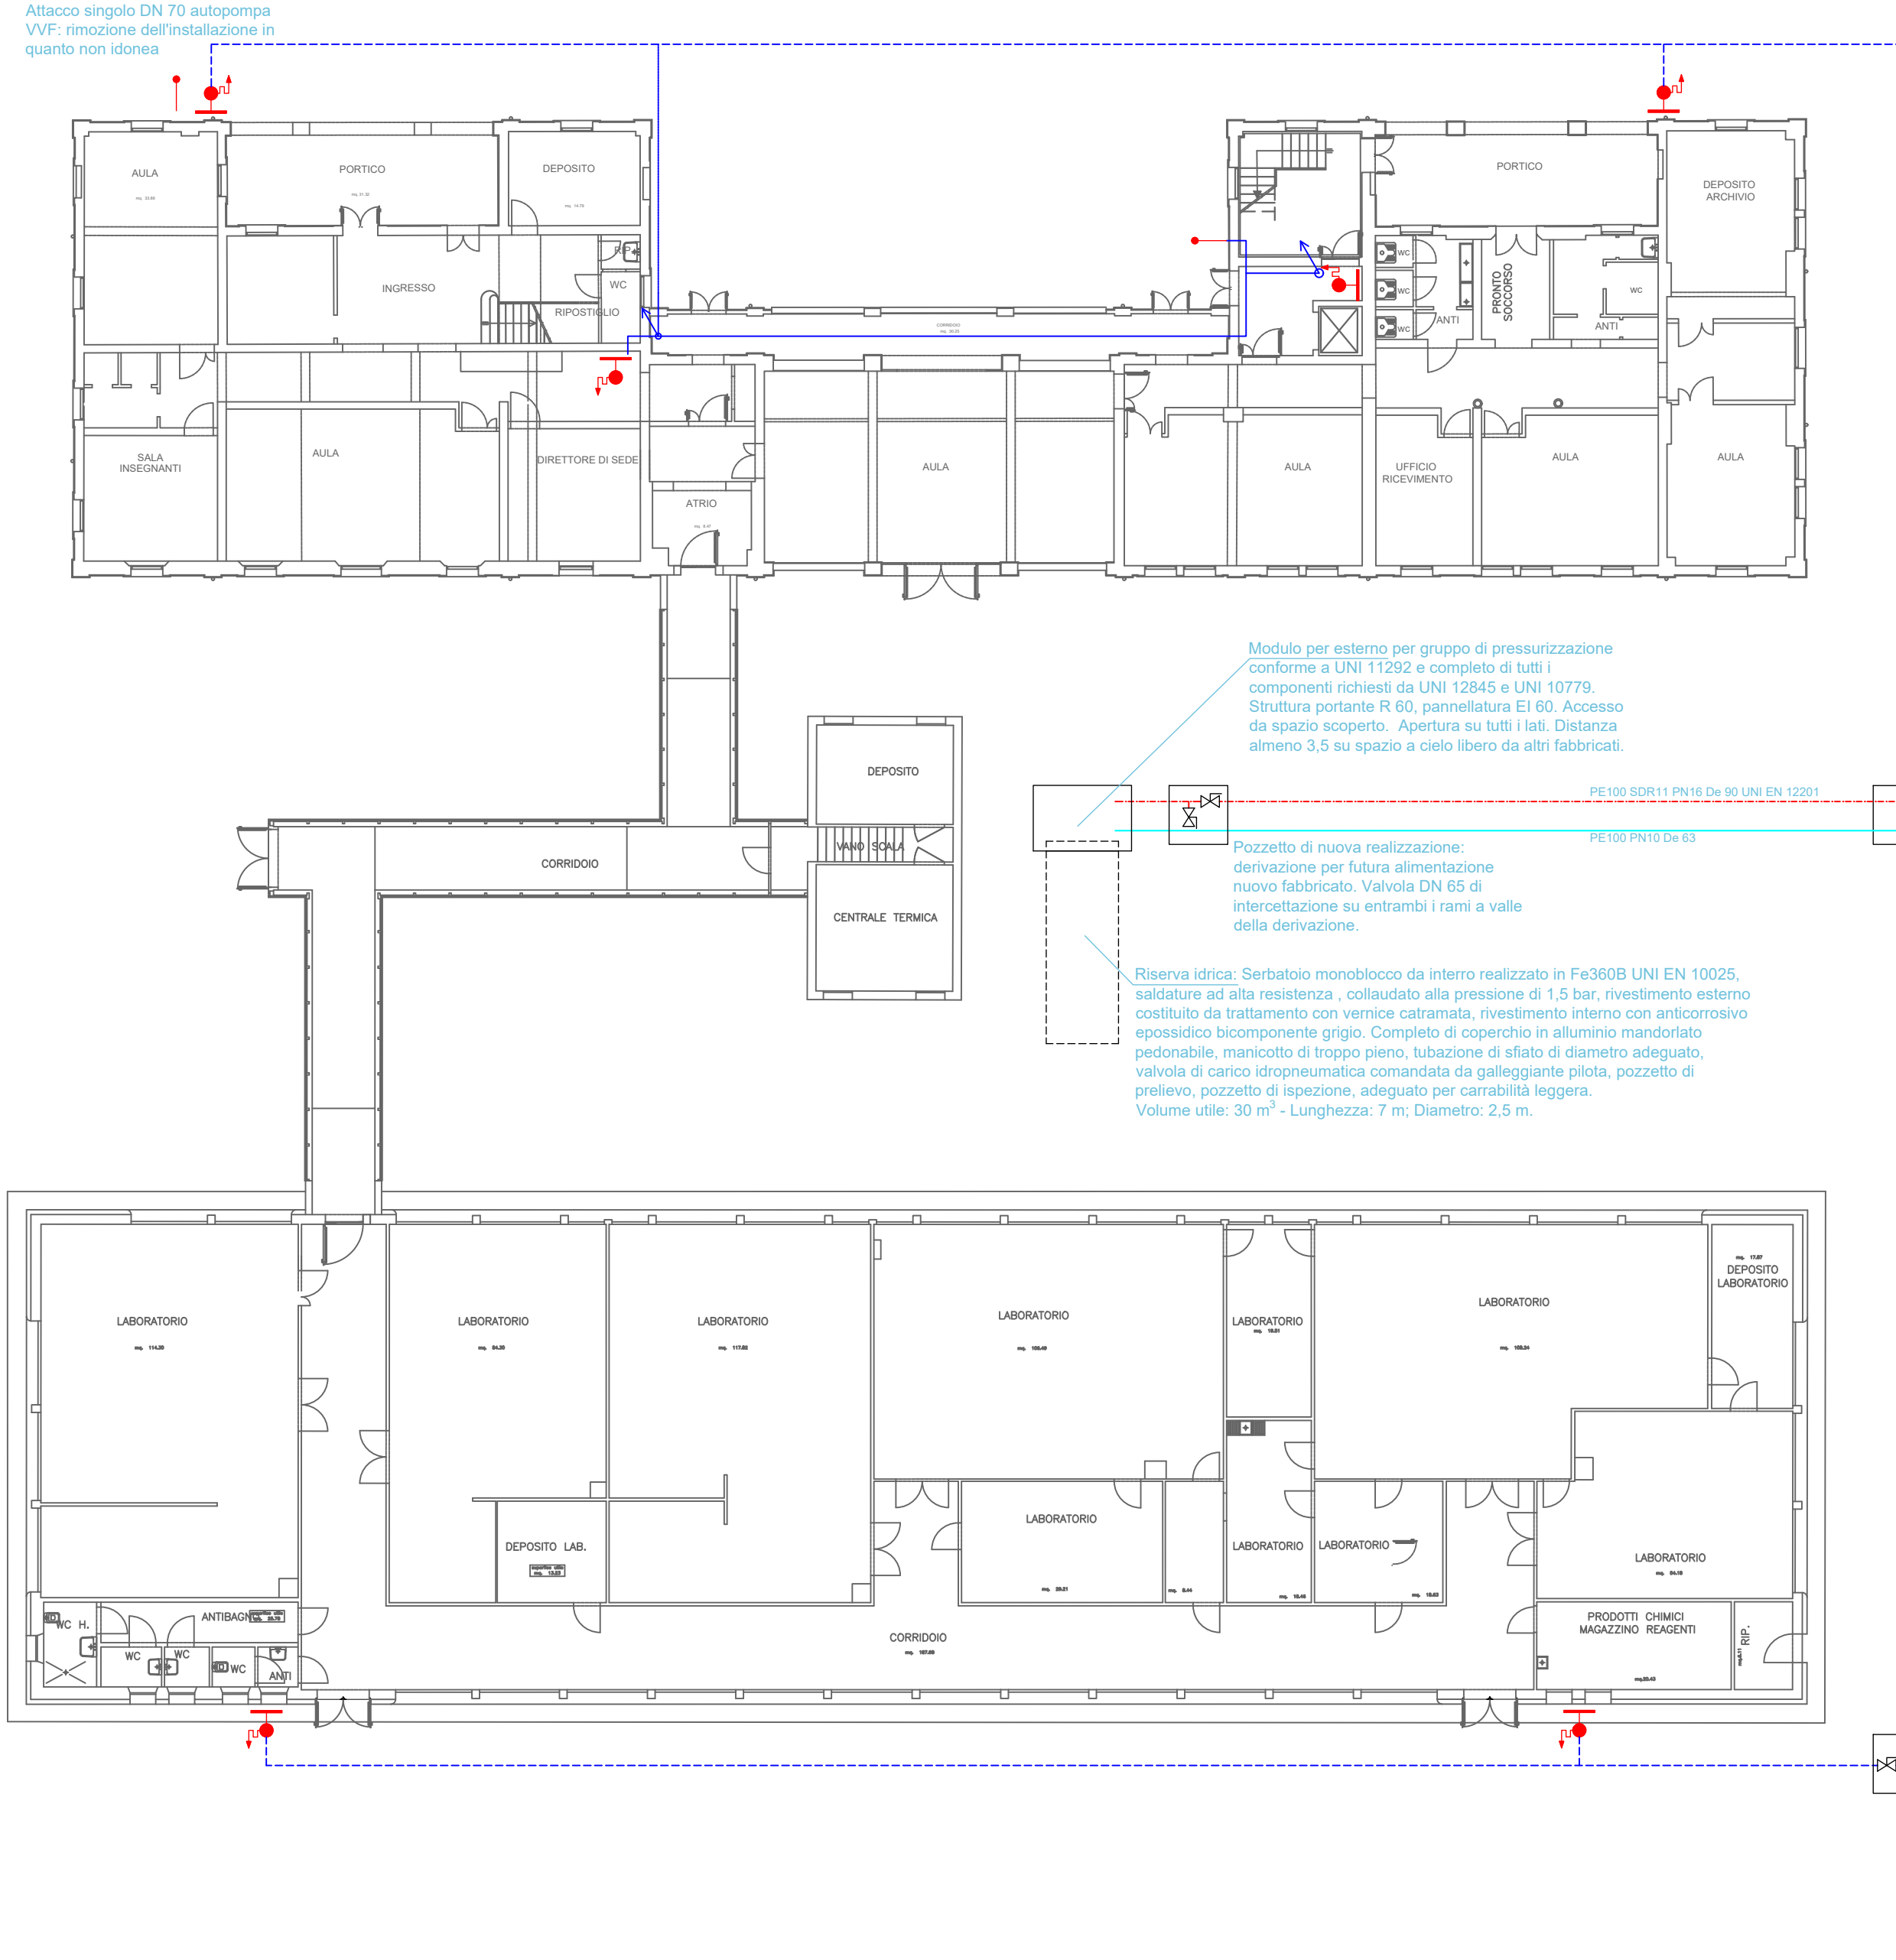 Attacco singolo DN 70 autopompa
VVF: rimozione dell'installazione in
quanto non idonea
AULA
PORTICO
DEPOSITO
PORTICO
DEPOSITO
ARCHIVIO
INGRESSO
RIP.
WC
RIPOSTIGLIO
CORRIDOIO
WC
WC
WC
ANTI
PRONTO
SOCCORSO
ANTI
WC
SALA
INSEGNANTI
AULA
DIRETTORE DI SEDE
ATRIO
AULA
AULA
UFFICIO
RICEVIMENTO
AULA
AULA
Modulo per esterno per gruppo di pressurizzazione
conforme a UNI 11292 e completo di tutti i
componenti richiesti da UNI 12845 e UNI 10779.
Struttura portante R 60, pannellatura EI 60. Accesso
da spazio scoperto. Apertura su tutti i lati. Distanza
almeno 3,5 su spazio a cielo libero da altri fabbricati.
DEPOSITO
VANO SCALA
CORRIDOIO
CENTRALE TERMICA
PE100 SDR11 PN16 De 90 UNI EN 12201
PE100 PN10 De 63
Pozzetto di nuova realizzazione:
derivazione per futura alimentazione
nuovo fabbricato. Valvola DN 65 di
intercettazione su entrambi i rami a valle
della derivazione.
Riserva idrica: Serbatoio monoblocco da interro realizzato in Fe360B UNI EN 10025,
saldature ad alta resistenza , collaudato alla pressione di 1,5 bar, rivestimento esterno
costituito da trattamento con vernice catramata, rivestimento interno con anticorrosivo
epossidico bicomponente grigio. Completo di coperchio in alluminio mandorlato
pedonabile, manicotto di troppo pieno, tubazione di sfiato di diametro adeguato,
valvola di carico idropneumatica comandata da galleggiante pilota, pozzetto di
prelievo, pozzetto di ispezione, adeguato per carrabilità leggera.
Volume utile: 30 m³ - Lunghezza: 7 m; Diametro: 2,5 m.
LABORATORIO
mq. 114.30
LABORATORIO
LABORATORIO
LABORATORIO
LABORATORIO
LABORATORIO
DEPOSITO
LABORATORIO
DEPOSITO LAB.
LABORATORIO
LABORATORIO
LABORATORIO
LABORATORIO
WC H.
ANTIBAGNO
WC
WC
WC
ANTI
CORRIDOIO
PRODOTTI CHIMICI
MAGAZZINO REAGENTI
RIP.